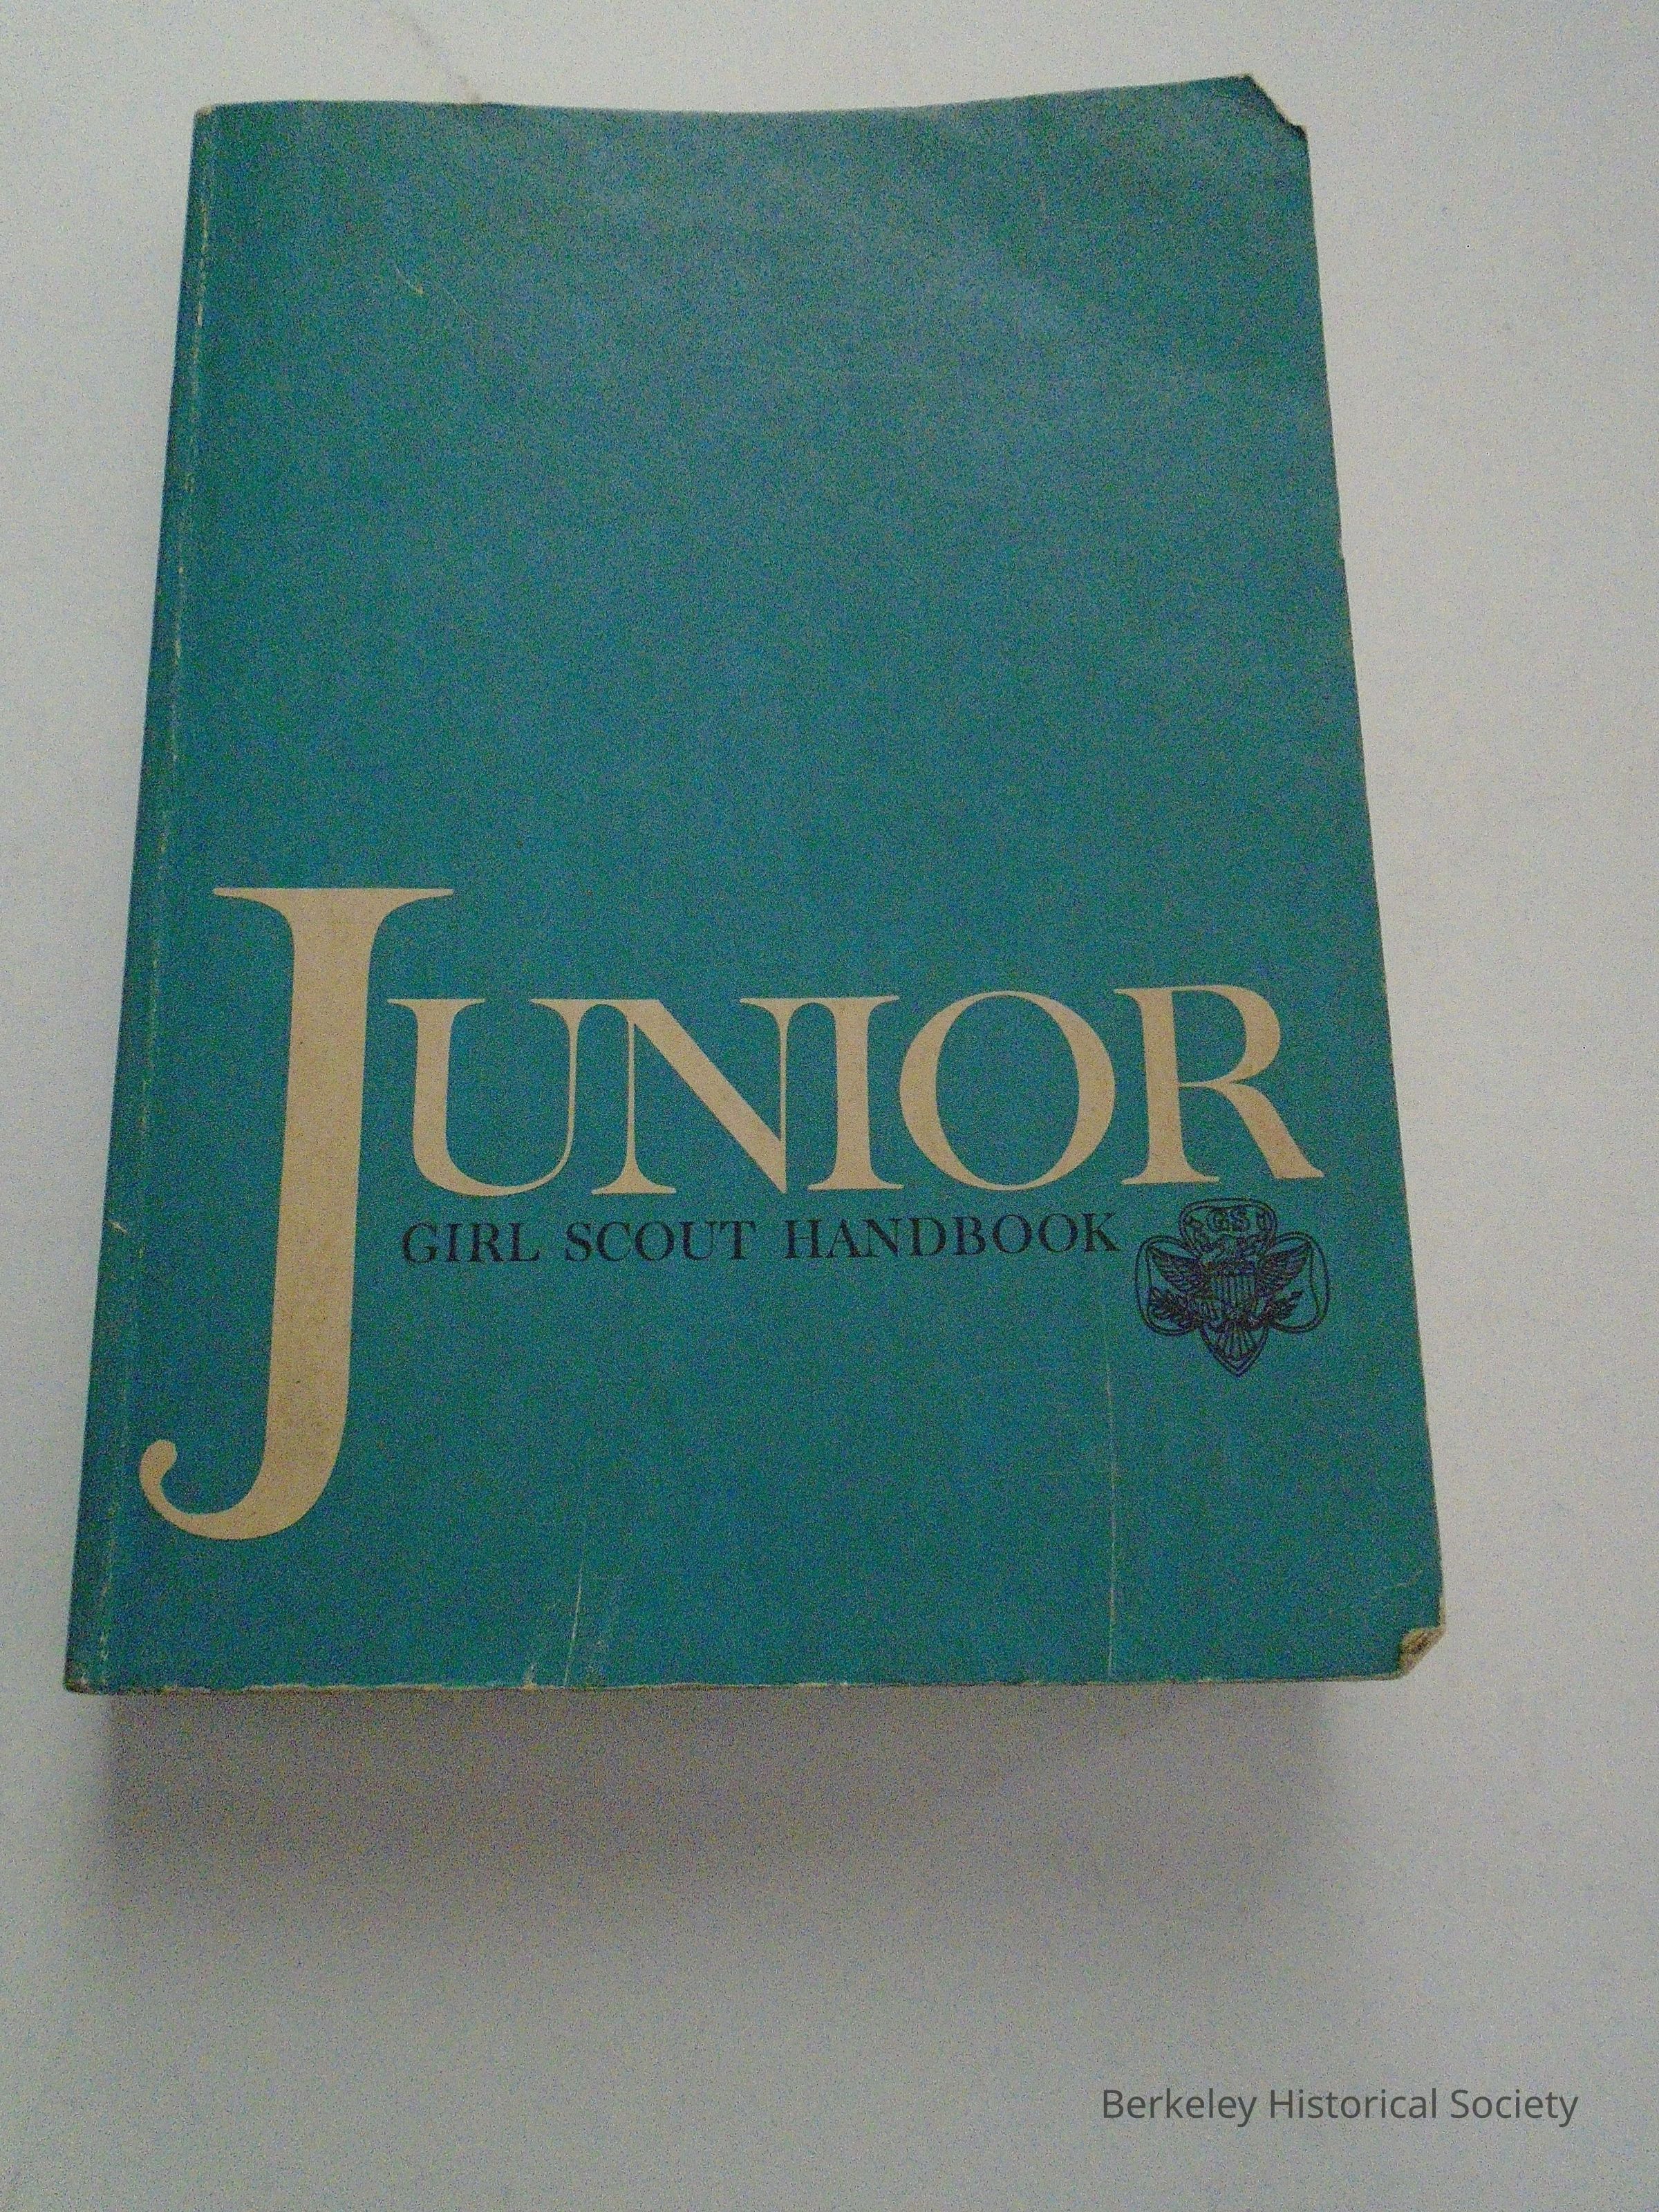 JUNIOR
GIRL SCOUT HANDBOOK
GS
Berkeley Historical Society